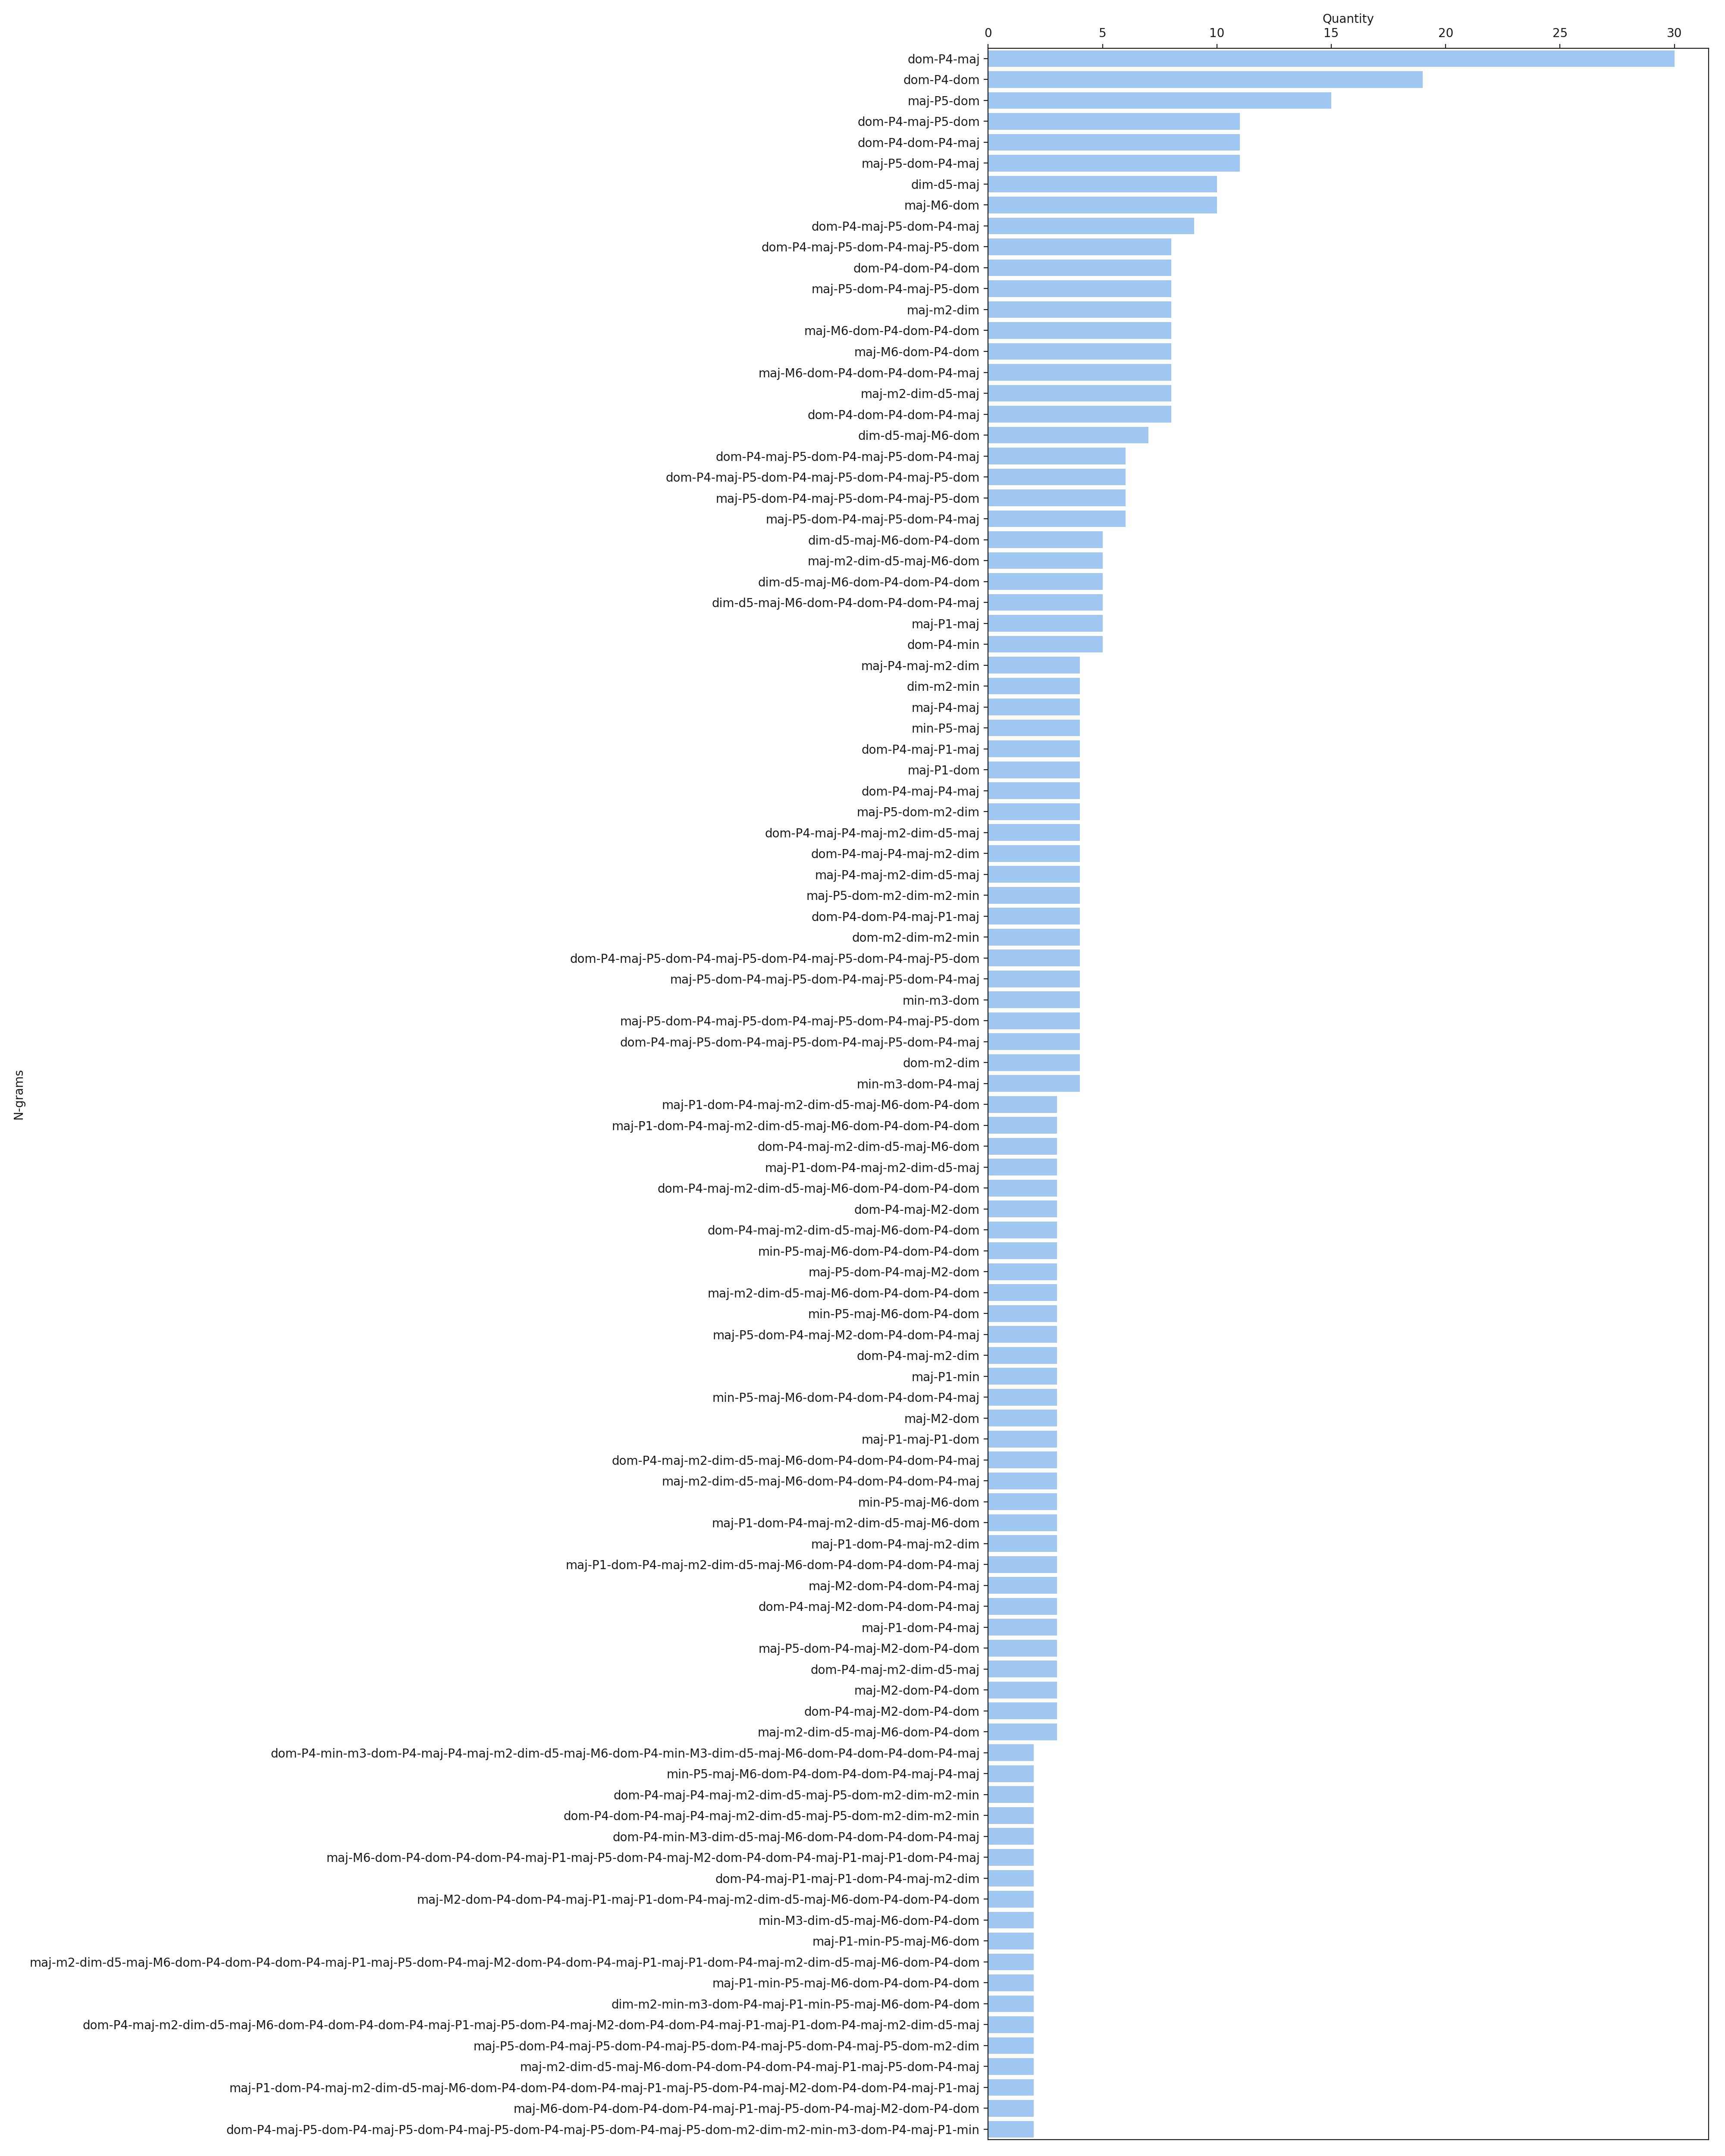 Quantity
0 5 10 15 20 25 30
dom-P4-maj
dom-P4-dom
maj-P5-dom
dom-P4-maj-P5-dom
dom-P4-dom-P4-maj
maj-P5-dom-P4-maj
dim-d5-maj
maj-M6-dom
dom-P4-maj-P5-dom-P4-maj
dom-P4-maj-P5-dom-P4-maj-P5-dom
dom-P4-dom-P4-dom
maj-P5-dom-P4-maj-P5-dom
maj-m2-dim
maj-M6-dom-P4-dom-P4-dom
maj-M6-dom-P4-dom
maj-M6-dom-P4-dom-P4-dom-P4-maj
maj-m2-dim-d5-maj
dom-P4-dom-P4-dom-P4-maj
dim-d5-maj-M6-dom
dom-P4-maj-P5-dom-P4-maj-P5-dom-P4-maj
dom-P4-maj-P5-dom-P4-maj-P5-dom-P4-maj-P5-dom
maj-P5-dom-P4-maj-P5-dom-P4-maj-P5-dom
maj-P5-dom-P4-maj-P5-dom-P4-maj
dim-d5-maj-M6-dom-P4-dom
maj-m2-dim-d5-maj-M6-dom
dim-d5-maj-M6-dom-P4-dom-P4-dom
dim-d5-maj-M6-dom-P4-dom-P4-dom-P4-maj
maj-P1-maj
dom-P4-min
maj-P4-maj-m2-dim
dim-m2-min
maj-P4-maj
min-P5-maj
dom-P4-maj-P1-maj
maj-P1-dom
dom-P4-maj-P4-maj
maj-P5-dom-m2-dim
dom-P4-maj-P4-maj-m2-dim-d5-maj
dom-P4-maj-P4-maj-m2-dim
maj-P4-maj-m2-dim-d5-maj
maj-P5-dom-m2-dim-m2-min
dom-P4-dom-P4-maj-P1-maj
dom-m2-dim-m2-min
dom-P4-maj-P5-dom-P4-maj-P5-dom-P4-maj-P5-dom-P4-maj-P5-dom
maj-P5-dom-P4-maj-P5-dom-P4-maj-P5-dom-P4-maj
min-m3-dom
maj-P5-dom-P4-maj-P5-dom-P4-maj-P5-dom-P4-maj-P5-dom
dom-P4-maj-P5-dom-P4-maj-P5-dom-P4-maj-P5-dom-P4-maj
dom-m2-dim
min-m3-dom-P4-maj
N-grams
maj-P1-dom-P4-maj-m2-dim-d5-maj-M6-dom-P4-dom
maj-P1-dom-P4-maj-m2-dim-d5-maj-M6-dom-P4-dom-P4-dom
dom-P4-maj-m2-dim-d5-maj-M6-dom
maj-P1-dom-P4-maj-m2-dim-d5-maj
dom-P4-maj-m2-dim-d5-maj-M6-dom-P4-dom-P4-dom
dom-P4-maj-M2-dom
dom-P4-maj-m2-dim-d5-maj-M6-dom-P4-dom
min-P5-maj-M6-dom-P4-dom-P4-dom
maj-P5-dom-P4-maj-M2-dom
maj-m2-dim-d5-maj-M6-dom-P4-dom-P4-dom
min-P5-maj-M6-dom-P4-dom
maj-P5-dom-P4-maj-M2-dom-P4-dom-P4-maj
dom-P4-maj-m2-dim
maj-P1-min
min-P5-maj-M6-dom-P4-dom-P4-dom-P4-maj
maj-M2-dom
maj-P1-maj-P1-dom
dom-P4-maj-m2-dim-d5-maj-M6-dom-P4-dom-P4-dom-P4-maj
maj-m2-dim-d5-maj-M6-dom-P4-dom-P4-dom-P4-maj
min-P5-maj-M6-dom
maj-P1-dom-P4-maj-m2-dim-d5-maj-M6-dom
maj-P1-dom-P4-maj-m2-dim
maj-P1-dom-P4-maj-m2-dim-d5-maj-M6-dom-P4-dom-P4-dom-P4-maj
maj-M2-dom-P4-dom-P4-maj
dom-P4-maj-M2-dom-P4-dom-P4-maj
maj-P1-dom-P4-maj
maj-P5-dom-P4-maj-M2-dom-P4-dom
dom-P4-maj-m2-dim-d5-maj
maj-M2-dom-P4-dom
dom-P4-maj-M2-dom-P4-dom
maj-m2-dim-d5-maj-M6-dom-P4-dom
dom-P4-min-m3-dom-P4-maj-P4-maj-m2-dim-d5-maj-M6-dom-P4-min-M3-dim-d5-maj-M6-dom-P4-dom-P4-dom-P4-maj
min-P5-maj-M6-dom-P4-dom-P4-dom-P4-maj-P4-maj
dom-P4-maj-P4-maj-m2-dim-d5-maj-P5-dom-m2-dim-m2-min
dom-P4-dom-P4-maj-P4-maj-m2-dim-d5-maj-P5-dom-m2-dim-m2-min
dom-P4-min-M3-dim-d5-maj-M6-dom-P4-dom-P4-dom-P4-maj
maj-M6-dom-P4-dom-P4-dom-P4-maj-P1-maj-P5-dom-P4-maj-M2-dom-P4-dom-P4-maj-P1-maj-P1-dom-P4-maj
dom-P4-maj-P1-maj-P1-dom-P4-maj-m2-dim
maj-M2-dom-P4-dom-P4-maj-P1-maj-P1-dom-P4-maj-m2-dim-d5-maj-M6-dom-P4-dom-P4-dom
min-M3-dim-d5-maj-M6-dom-P4-dom
maj-P1-min-P5-maj-M6-dom
maj-m2-dim-d5-maj-M6-dom-P4-dom-P4-dom-P4-maj-P1-maj-P5-dom-P4-maj-M2-dom-P4-dom-P4-maj-P1-maj-P1-dom-P4-maj-m2-dim-d5-maj-M6-dom-P4-dom
maj-P1-min-P5-maj-M6-dom-P4-dom-P4-dom
dim-m2-min-m3-dom-P4-maj-P1-min-P5-maj-M6-dom-P4-dom
dom-P4-maj-m2-dim-d5-maj-M6-dom-P4-dom-P4-dom-P4-maj-P1-maj-P5-dom-P4-maj-M2-dom-P4-dom-P4-maj-P1-maj-P1-dom-P4-maj-m2-dim-d5-maj
maj-P5-dom-P4-maj-P5-dom-P4-maj-P5-dom-P4-maj-P5-dom-P4-maj-P5-dom-m2-dim
maj-m2-dim-d5-maj-M6-dom-P4-dom-P4-dom-P4-maj-P1-maj-P5-dom-P4-maj
maj-P1-dom-P4-maj-m2-dim-d5-maj-M6-dom-P4-dom-P4-dom-P4-maj-P1-maj-P5-dom-P4-maj-M2-dom-P4-dom-P4-maj-P1-maj
maj-M6-dom-P4-dom-P4-dom-P4-maj-P1-maj-P5-dom-P4-maj-M2-dom-P4-dom
dom-P4-maj-P5-dom-P4-maj-P5-dom-P4-maj-P5-dom-P4-maj-P5-dom-P4-maj-P5-dom-m2-dim-m2-min-m3-dom-P4-maj-P1-min